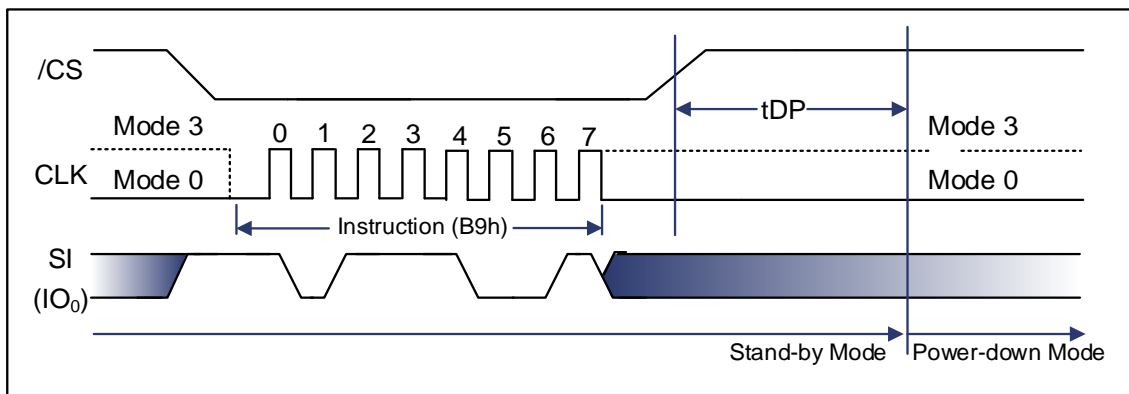 /CS
tDP
Mode 3
0 1 2 3 4 5 6 7
Mode 3
CLK
Mode 0
Mode 0
Instruction (B9h)
SI
(IO₀)
Stand-by Mode
Power-down Mode